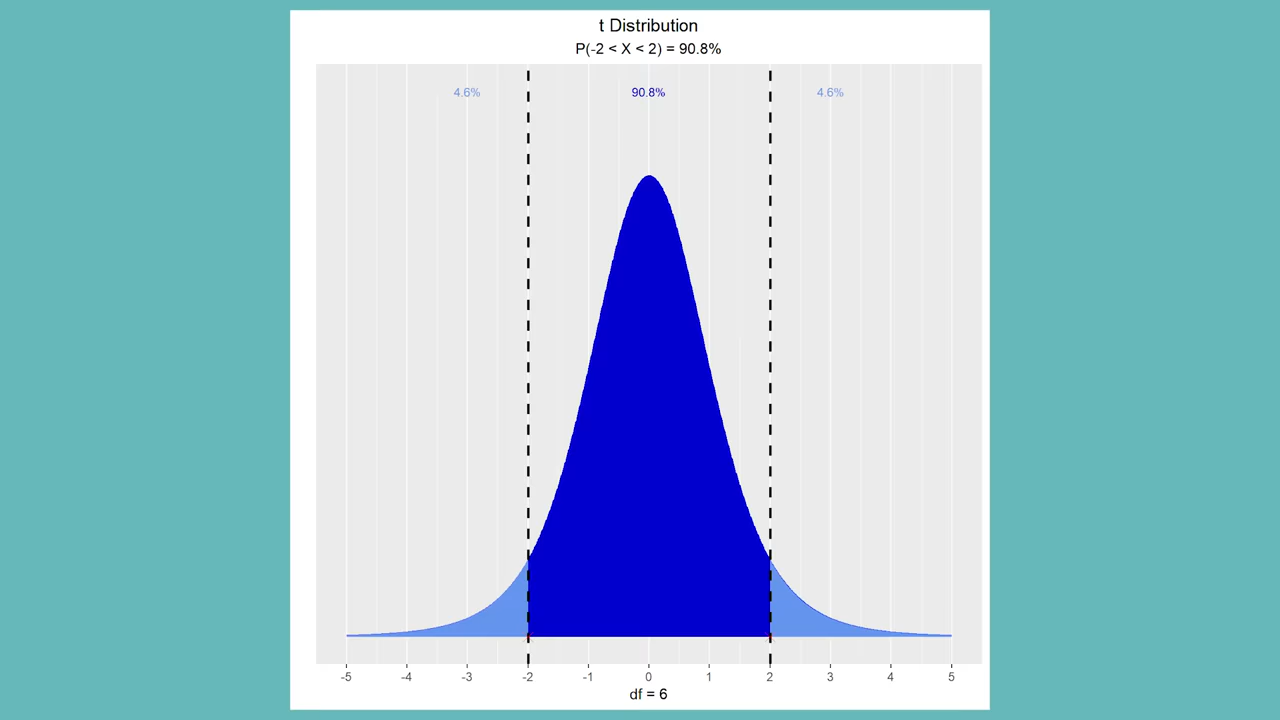 t Distribution
P(-2 < X < 2) = 90.8%
4.6% 90.8% 4.6%
-5 -4 -3 -2 -1 0 1 2 3 4 5
df = 6